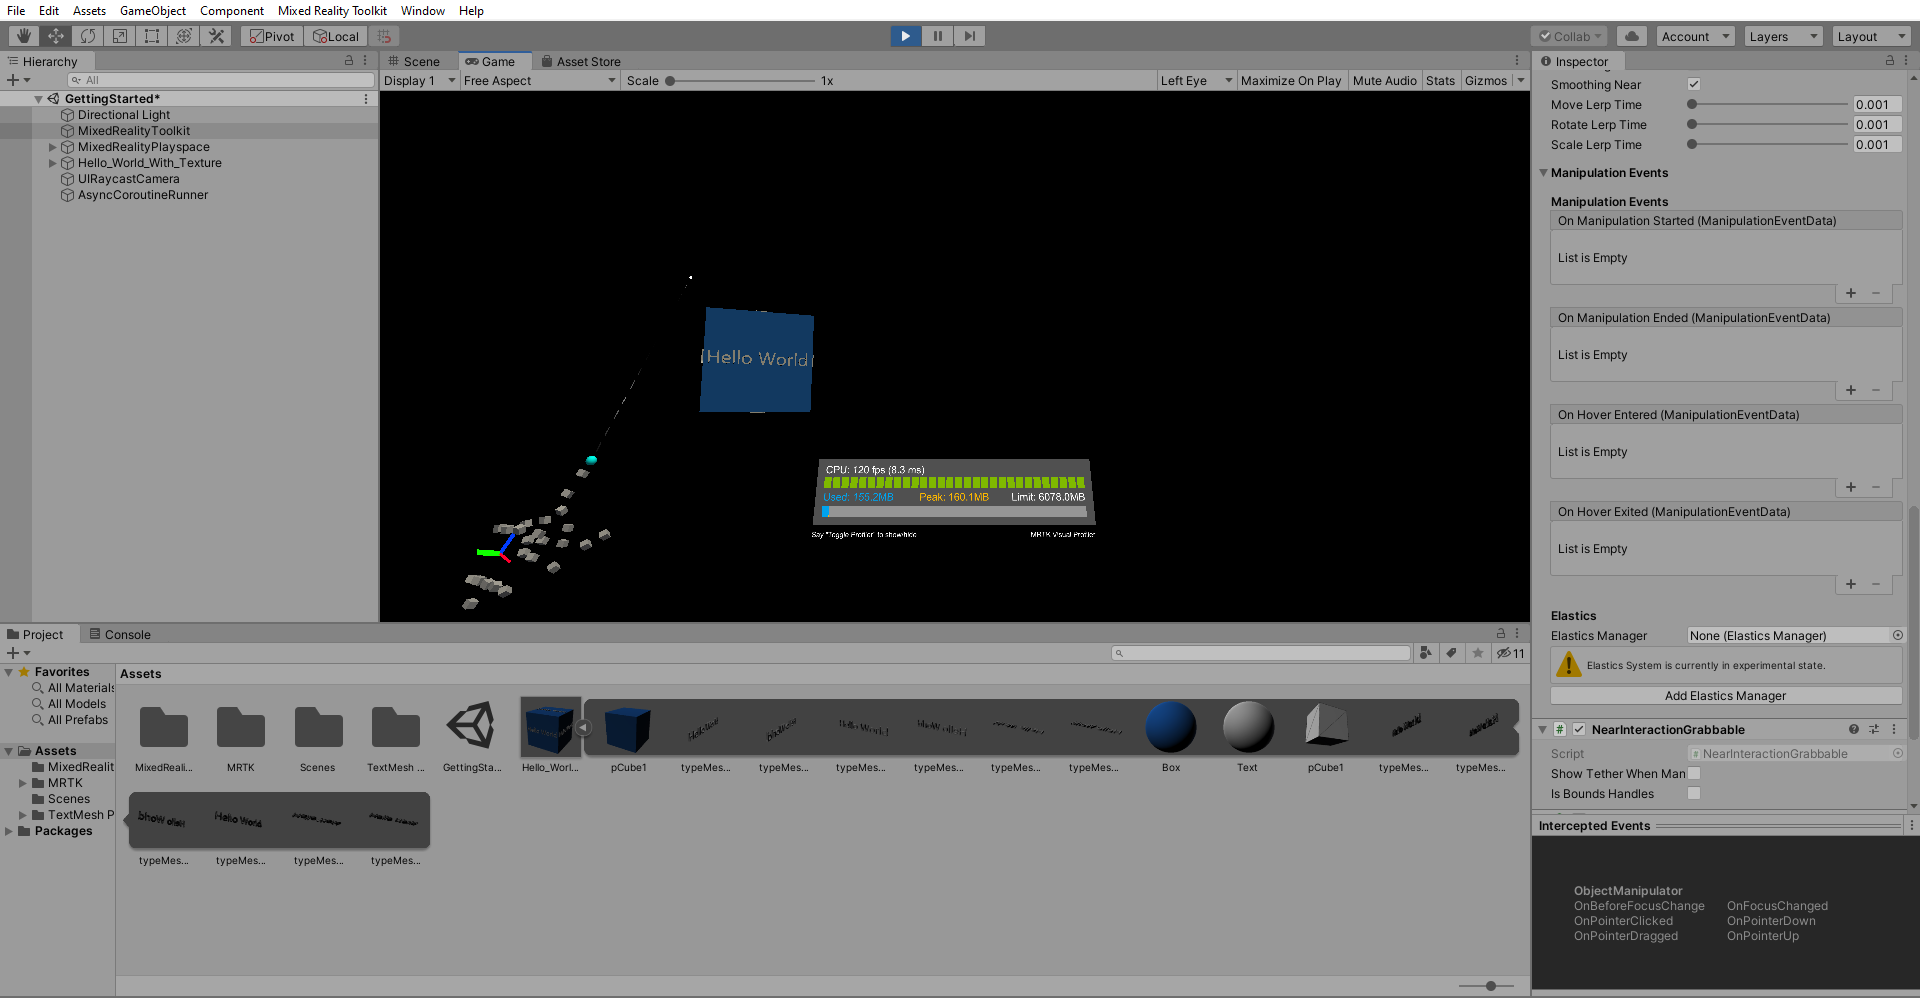 File Edit Assets GameObject Component Mixed Reality Toolkit Window Help
Pivot Local Collab Account Layers Layout
Hierarchy
All
GettingStarted*
Directional Light
MixedRealityToolkit
MixedRealityPlayspace
Hello_World_With_Texture
UIRaycastCamera
AsyncCoroutineRunner
Scene Game Asset Store
Display 1 Free Aspect Scale 1x Left Eye Maximize On Play Mute Audio Stats Gizmos
Hello World
CPU: 120 fps (8.3 ms)
Used: 155.2MB Peak: 160.1MB Limit: 6078.0MB
Say "Toggle Profiler" to show/hide MRTK Visual Profiler
Inspector
Smoothing Near
Move Lerp Time 0.001
Rotate Lerp Time 0.001
Scale Lerp Time 0.001
Manipulation Events
Manipulation Events
On Manipulation Started (ManipulationEventData)
List is Empty
On Manipulation Ended (ManipulationEventData)
List is Empty
On Hover Entered (ManipulationEventData)
List is Empty
On Hover Exited (ManipulationEventData)
List is Empty
Elastics
Elastics Manager None (Elastics Manager)
Elastics System is currently in experimental state.
Add Elastics Manager
# NearInteractionGrabbable
Script # NearInteractionGrabbable
Show Tether When Man
Is Bounds Handles
Intercepted Events
ObjectManipulator
OnBeforeFocusChange OnFocusChanged
OnPointerClicked OnPointerDown
OnPointerDragged OnPointerUp
Project Console
11
Favorites
All Materials
All Models
All Prefabs
Assets
MixedRealit
MRTK
Scenes
TextMesh P
Packages
Assets
MixedReali... MRTK Scenes TextMesh ... GettingSta... Hello_Worl... pCube1 typeMes... typeMes... typeMes... typeMes... typeMes... typeMes... Box Text pCube1 typeMes... typeMes...
typeMes... typeMes... typeMes... typeMes...